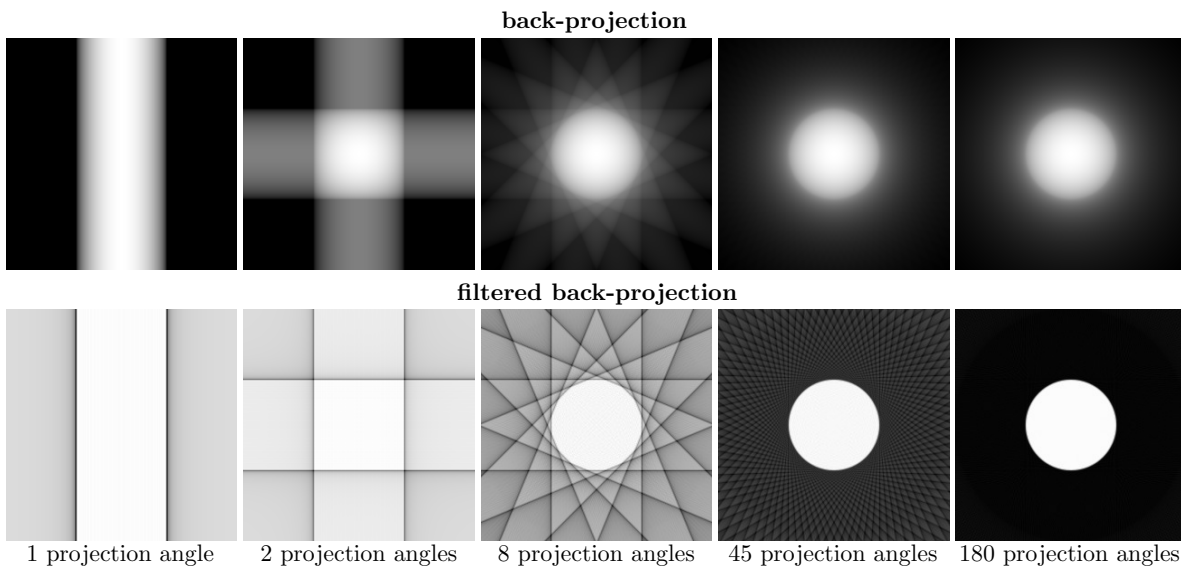 back-projection
filtered back-projection
1 projection angle
2 projection angles
8 projection angles
45 projection angles
180 projection angles